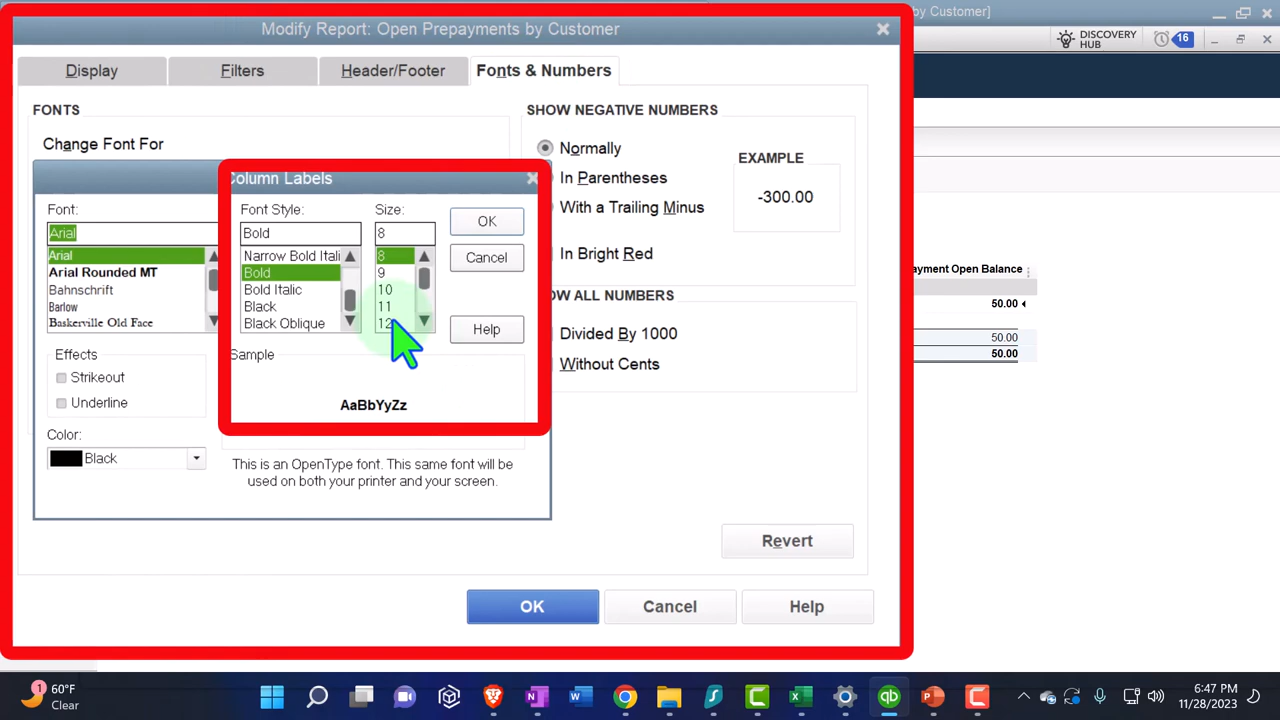 by Customer]
Modify Report: Open Prepayments by Customer
DISCOVERY
HUB
16
Display
Filters
Header/Footer
Fonts & Numbers
FONTS
Change Font For
Column Labels
Font:
Arial
Arial
Arial Rounded MT
Bahnschrift
Barlow
Baskerville Old Face
Font Style:
Bold
Narrow Bold Itali
Bold
Bold Italic
Black
Black Oblique
Size:
8
8
9
10
11
12
OK
Cancel
Help
Effects
Strikeout
Underline
Color:
Black
Sample
AaBbYyZz
This is an OpenType font. This same font will be
used on both your printer and your screen.
SHOW NEGATIVE NUMBERS
Normally
In Parentheses
With a Trailing Minus
In Bright Red
EXAMPLE
-300.00
OW ALL NUMBERS
Divided By 1000
Without Cents
Revert
OK
Cancel
Help
ayment Open Balance
50.00
50.00
50.00
1
60°F
Clear
6:47 PM
11/28/2023